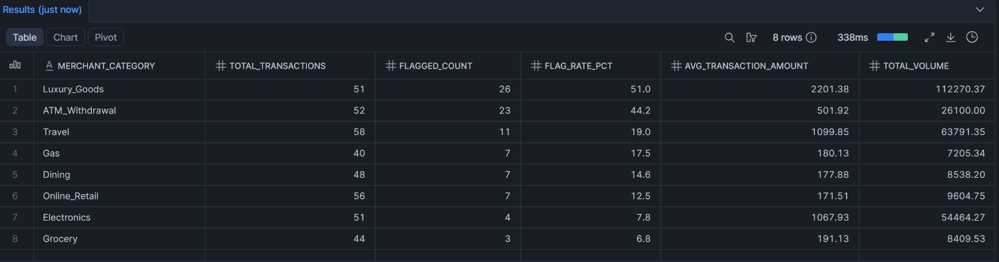 Results (just now)
Table Chart Pivot 8 rows 338ms
MERCHANT_CATEGORY TOTAL_TRANSACTIONS FLAGGED_COUNT FLAG_RATE_PCT AVG_TRANSACTION_AMOUNT TOTAL_VOLUME
1 Luxury_Goods 51 26 51.0 2201.38 112270.37
2 ATM_Withdrawal 52 23 44.2 501.92 26100.00
3 Travel 58 11 19.0 1099.85 63791.35
4 Gas 40 7 17.5 180.13 7205.34
5 Dining 48 7 14.6 177.88 8538.20
6 Online_Retail 56 7 12.5 171.51 9604.75
7 Electronics 51 4 7.8 1067.93 54464.27
8 Grocery 44 3 6.8 191.13 8409.53